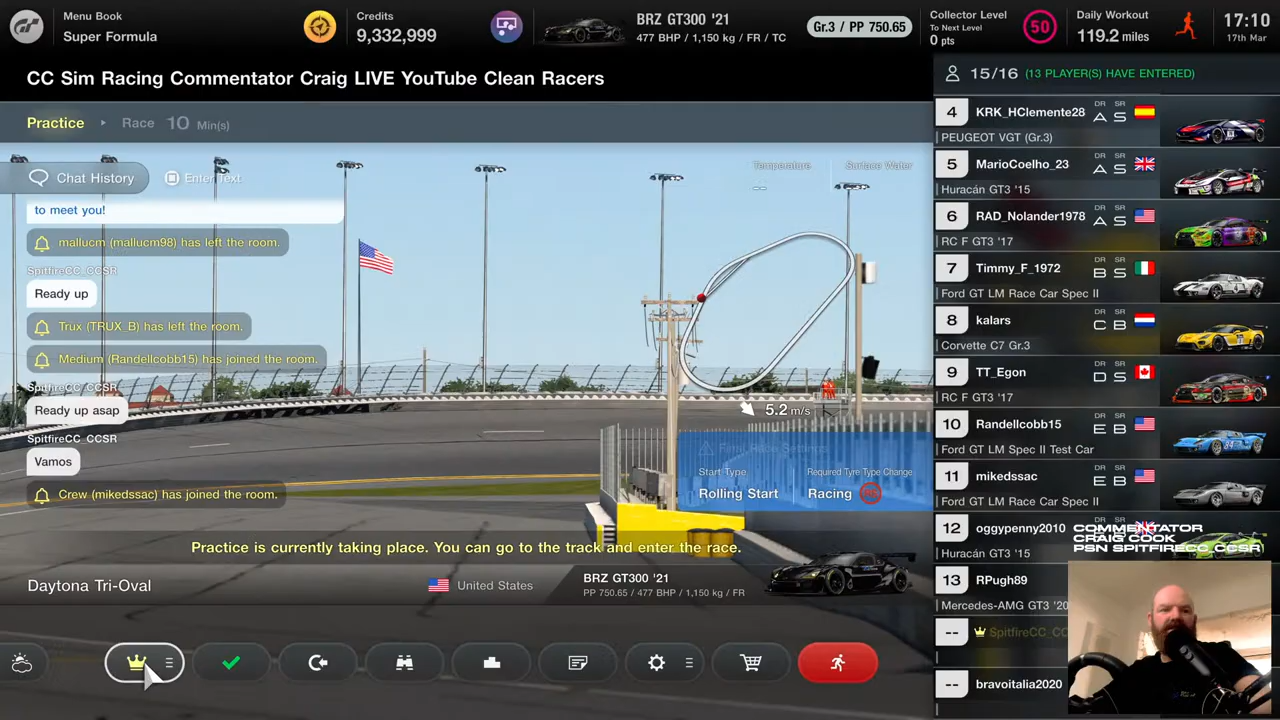 Menu Book
Super Formula
Credits
9,332,999
BRZ GT300 '21
477 BHP / 1,150 kg / FR / TC
Gr.3 / PP 750.65
Collector Level
To Next Level
0 pts
50
Daily Workout
119.2 miles
17:10
17th Mar
CC Sim Racing Commentator Craig LIVE YouTube Clean Racers
15/16 (13 PLAYER(S) HAVE ENTERED)
Practice
Race 10 Min(s)
Chat History
Enter Text
Temperature
--
Surface Water
to meet you!
mallucm (mallucm98) has left the room.
SpitfireCC_CCSR
Ready up
Trux (TRUX_B) has left the room.
Medium (Randellcobb15) has joined the room.
SpitfireCC_CCSR
Ready up asap
SpitfireCC_CCSR
Vamos
Crew (mikedssac) has joined the room.
DAYTONA
5.2 m/s
Start Type
Rolling Start
Required Tyre Type Change
Racing
Practice is currently taking place. You can go to the track and enter the race.
Daytona Tri-Oval
United States
BRZ GT300 '21
PP 750.65 / 477 BHP / 1,150 kg / FR
4 KRK_HClemente28 DR A SR S
PEUGEOT VGT (Gr.3)
5 MarioCoelho_23 DR A SR S
Huracán GT3 '15
6 RAD_Nolander1978 DR A SR S
RC F GT3 '17
7 Timmy_F_1972 DR B SR S
Ford GT LM Race Car Spec II
8 kalars DR C SR B
Corvette C7 Gr.3
9 TT_Egon DR D SR S
RC F GT3 '17
10 Randellcobb15 DR E SR B
Ford GT LM Spec II Test Car
11 mikedssac DR E SR B
Ford GT LM Race Car Spec II
12 oggypenny2010
Huracán GT3 '15
13 RPugh89
Mercedes-AMG GT3 '20
-- SpitfireCC_CC
-- bravoitalia2020
COMMENTATOR
CRAIG COOK
PSN SPITFIRECC_CCSR